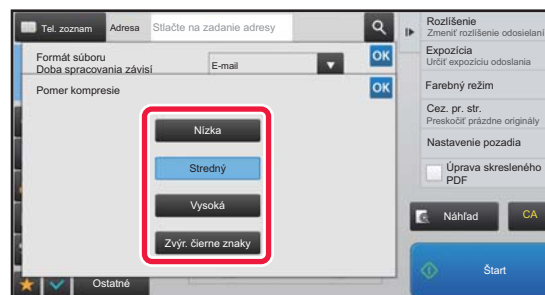 Tel. zoznam
Adresa
Stlačte na zadanie adresy
Formát súboru
Doba spracovania závisí
E-mail
OK
Pomer kompresie
OK
Nízka
Stredný
Vysoká
Zvýr. čierne znaky
Ostatné
Rozlíšenie
Zmeniť rozlíšenie odosielaní
Expozícia
Určiť expozíciu odoslania
Farebný režim
Cez. pr. str.
Preskočiť prázdne originály
Nastavenie pozadia
Úprava skresleného
PDF
Náhľad
CA
Štart